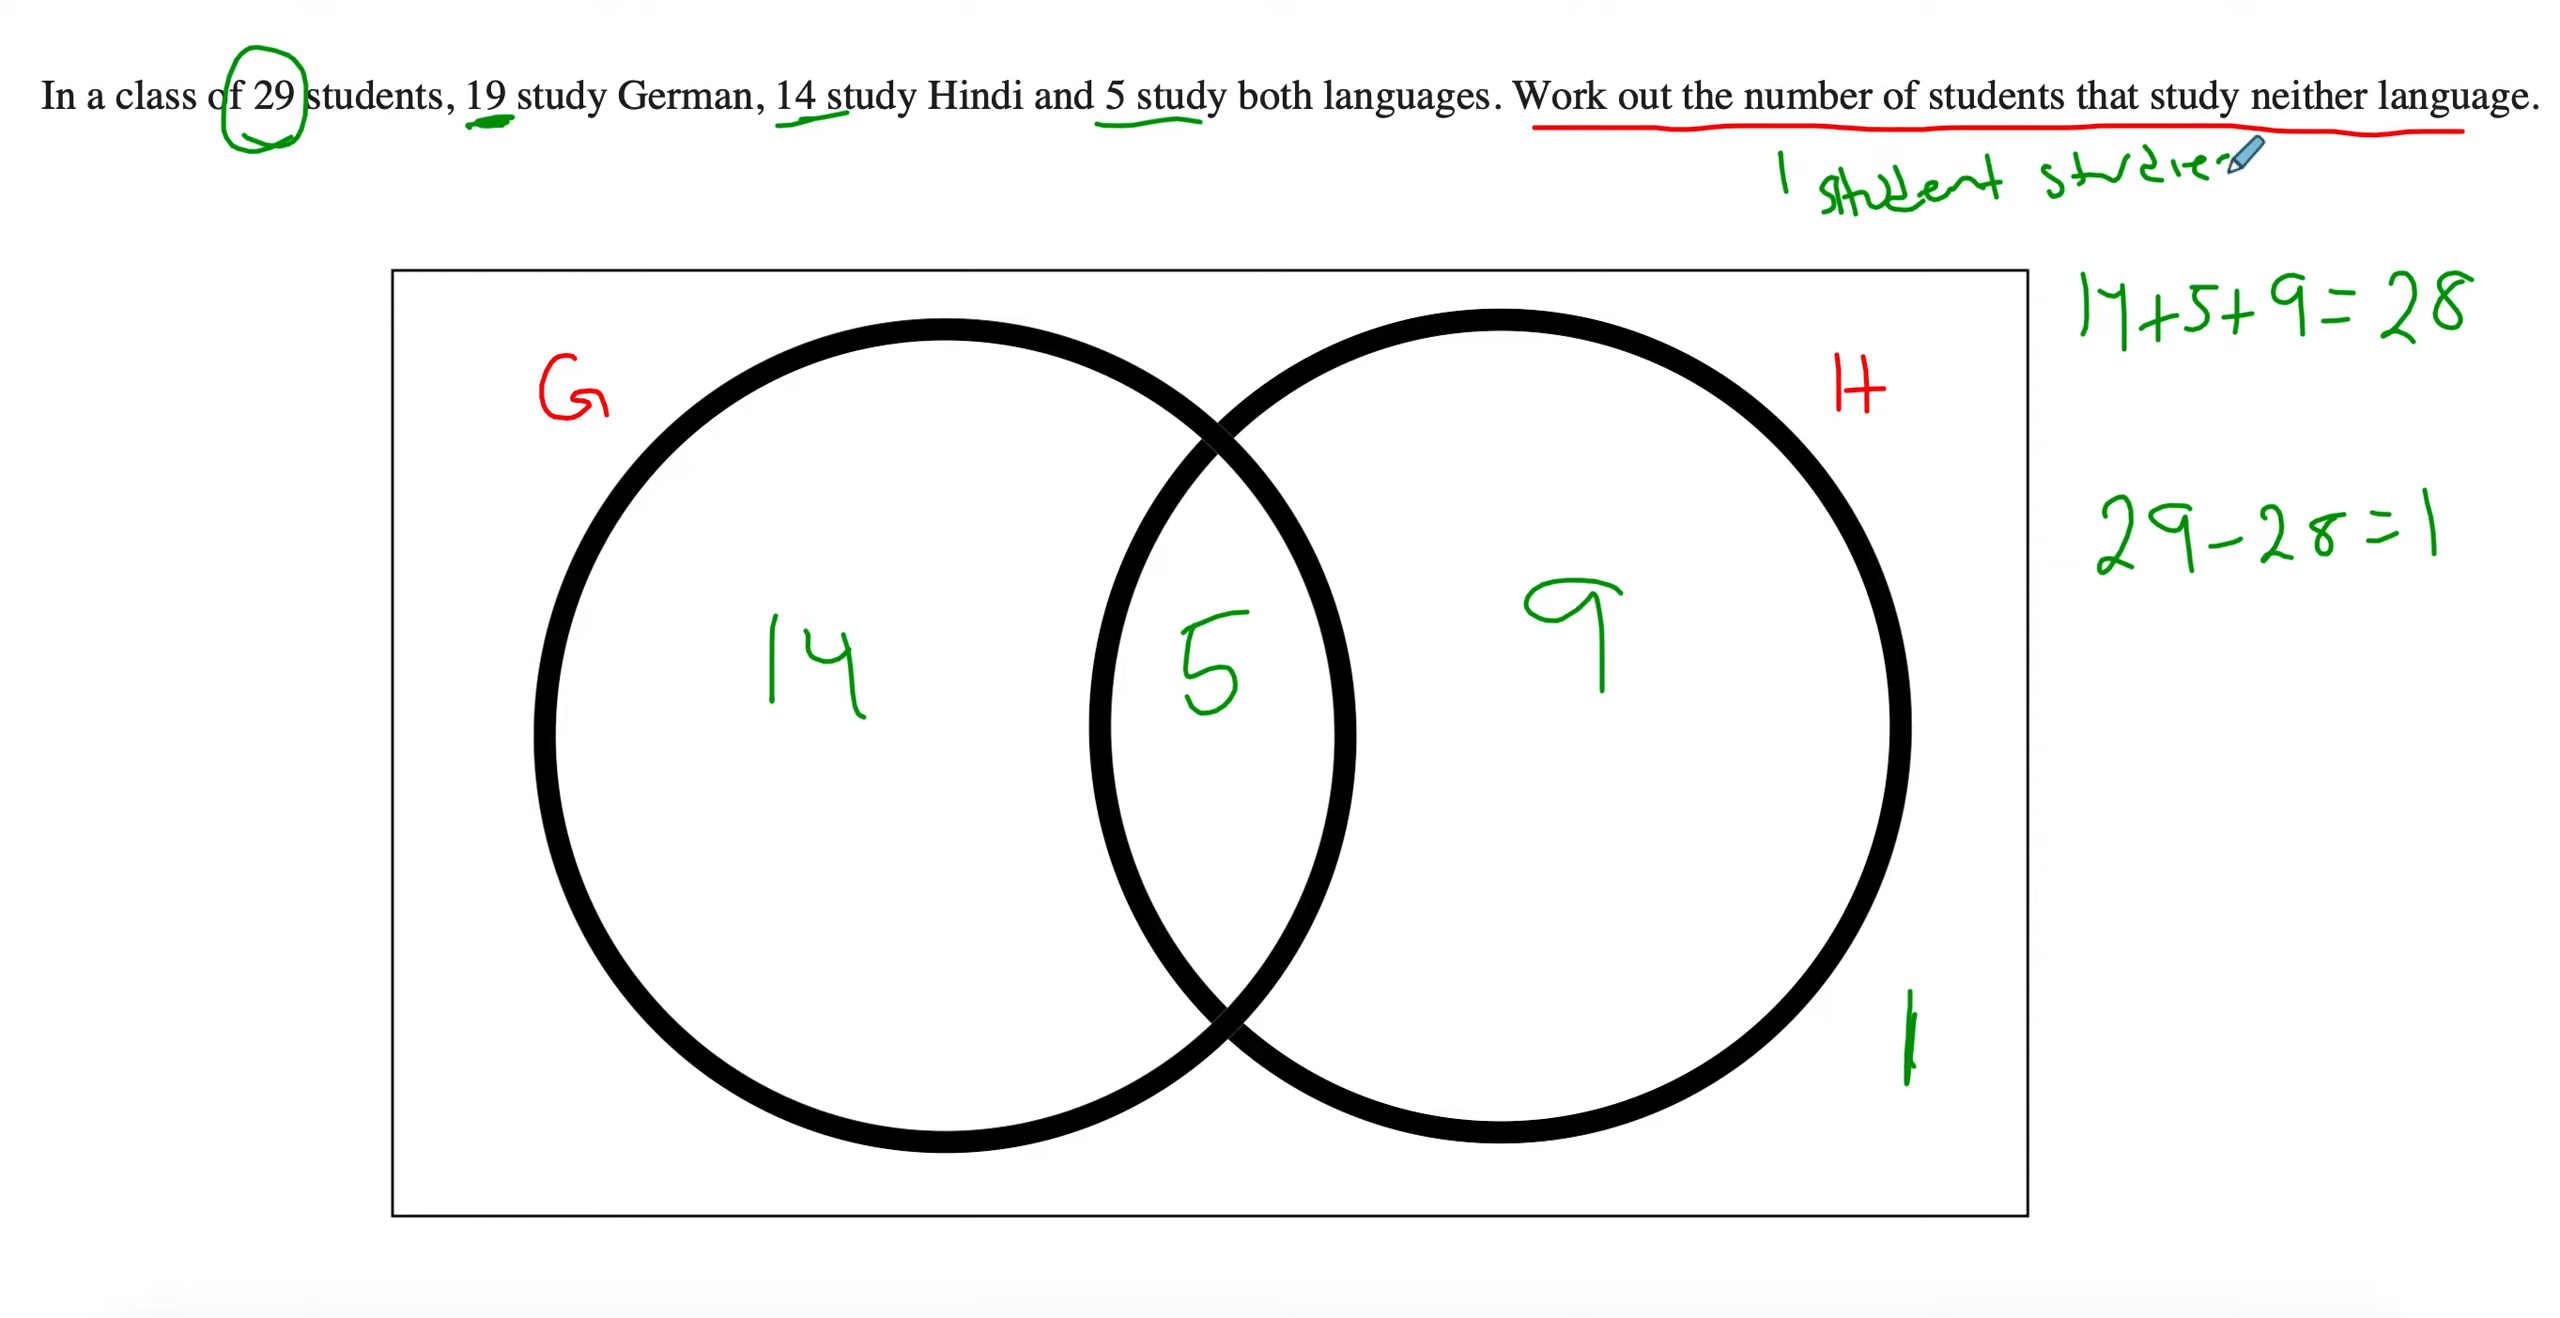 In a class of 29 students, 19 study German, 14 study Hindi and 5 study both languages. Work out the number of students that study neither language.
1 student studies
14+5+9=28
G
H
29-28=1
14
5
9
1